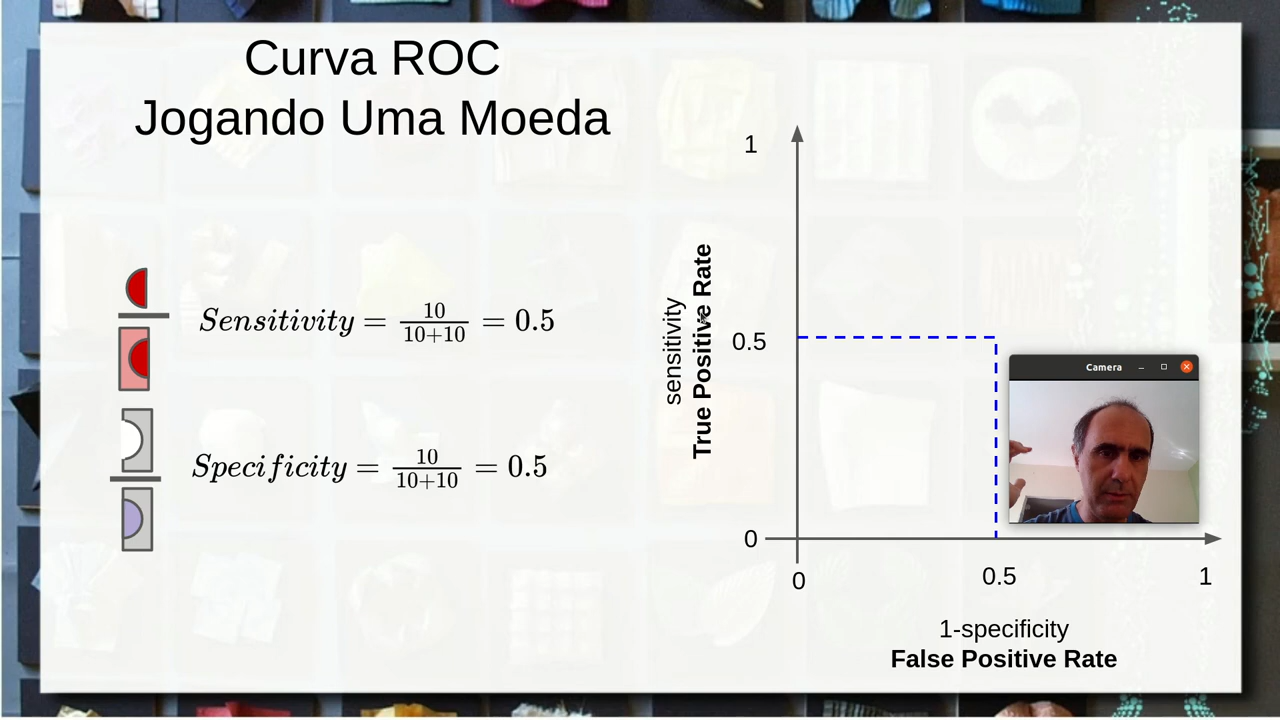 Curva ROC
Jogando Uma Moeda
Sensitivity = 10/(10+10) = 0.5
Specificity = 10/(10+10) = 0.5
1
0.5
0
sensitivity
True Positive Rate
0
0.5
1
1-specificity
False Positive Rate
Camera